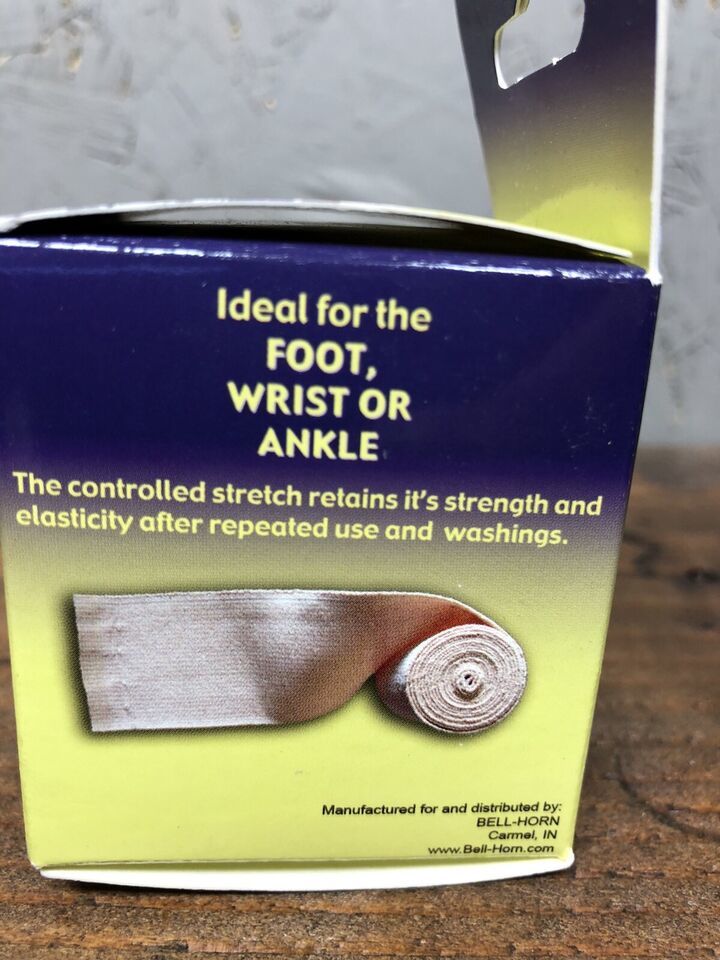 Ideal for the
FOOT,
WRIST OR
ANKLE
The controlled stretch retains it's strength and
elasticity after repeated use and washings.
Manufactured for and distributed by:
BELL-HORN
Carmel, IN
www.Bell-Horn.com